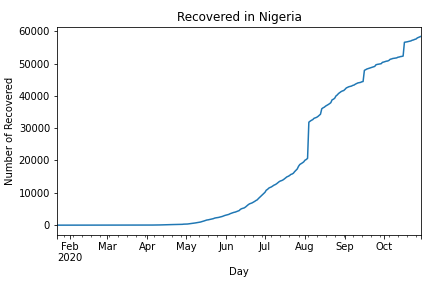 Recovered in Nigeria
Number of Recovered
60000
50000
40000
30000
20000
10000
0
Feb Mar Apr May Jun Jul Aug Sep Oct
2020
Day